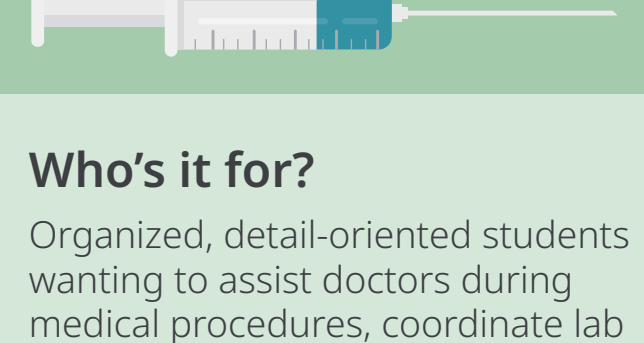 Who’s it for?
Organized, detail-oriented students
wanting to assist doctors during
medical procedures, coordinate lab